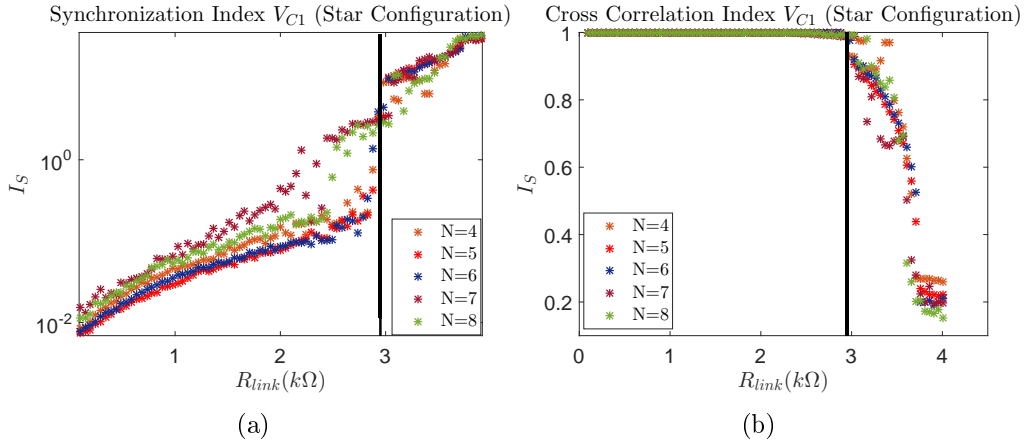 Synchronization Index $V_{C1}$ (Star Configuration)
$10^0$
$10^{-2}$
$I_S$
1
2
3
$R_{link}(k\Omega)$
N=4
N=5
N=6
N=7
N=8
(a)
Cross Correlation Index $V_{C1}$ (Star Configuration)
1
0.8
0.6
0.4
0.2
$I_S$
0
1
2
3
4
$R_{link}(k\Omega)$
N=4
N=5
N=6
N=7
N=8
(b)